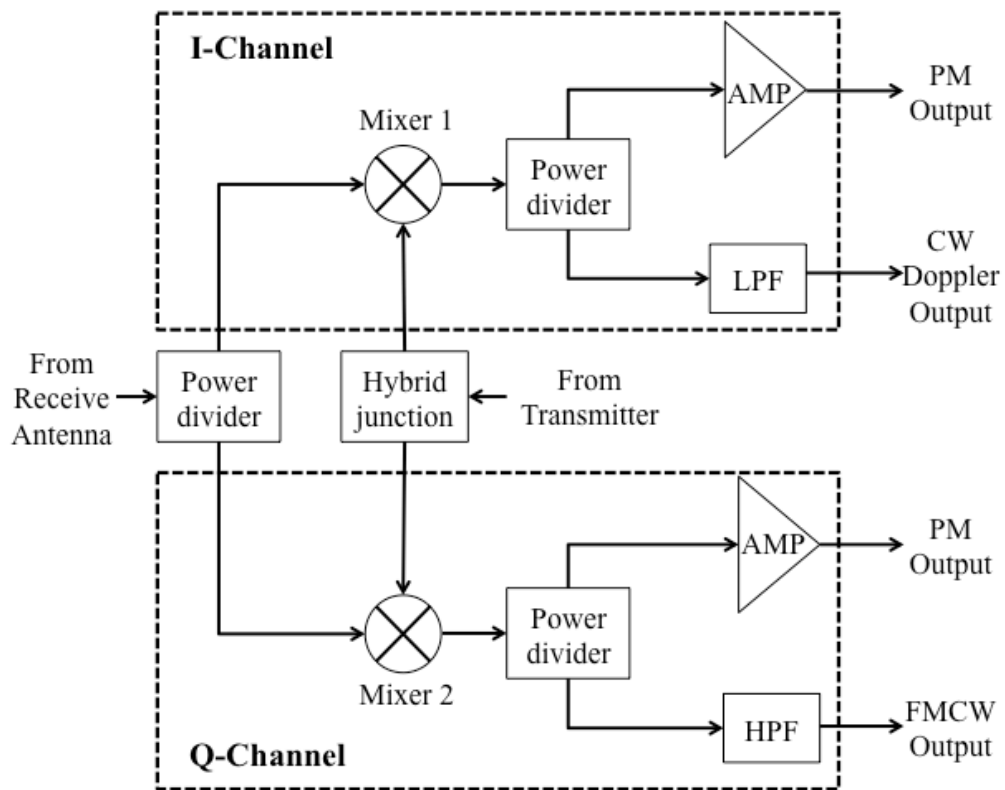 I-Channel
Mixer 1
AMP
PM
Output
Power
divider
LPF
CW
Doppler
Output
From
Receive
Antenna
Power
divider
Hybrid
junction
From
Transmitter
AMP
PM
Output
Power
divider
Mixer 2
HPF
FMCW
Output
Q-Channel